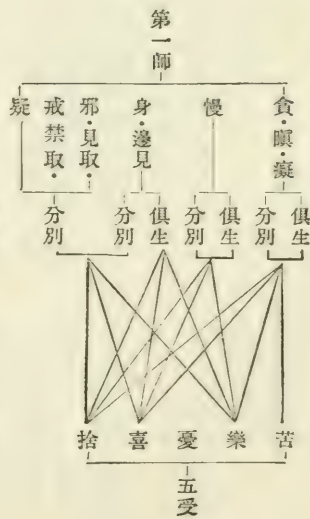 第一師
貪·瞋·癡
慢
身·邊見
邪·見取·
戒禁取·
疑
俱生
分別
俱生
分別
俱生
分別
分別
苦
樂
憂
喜
捨
五受